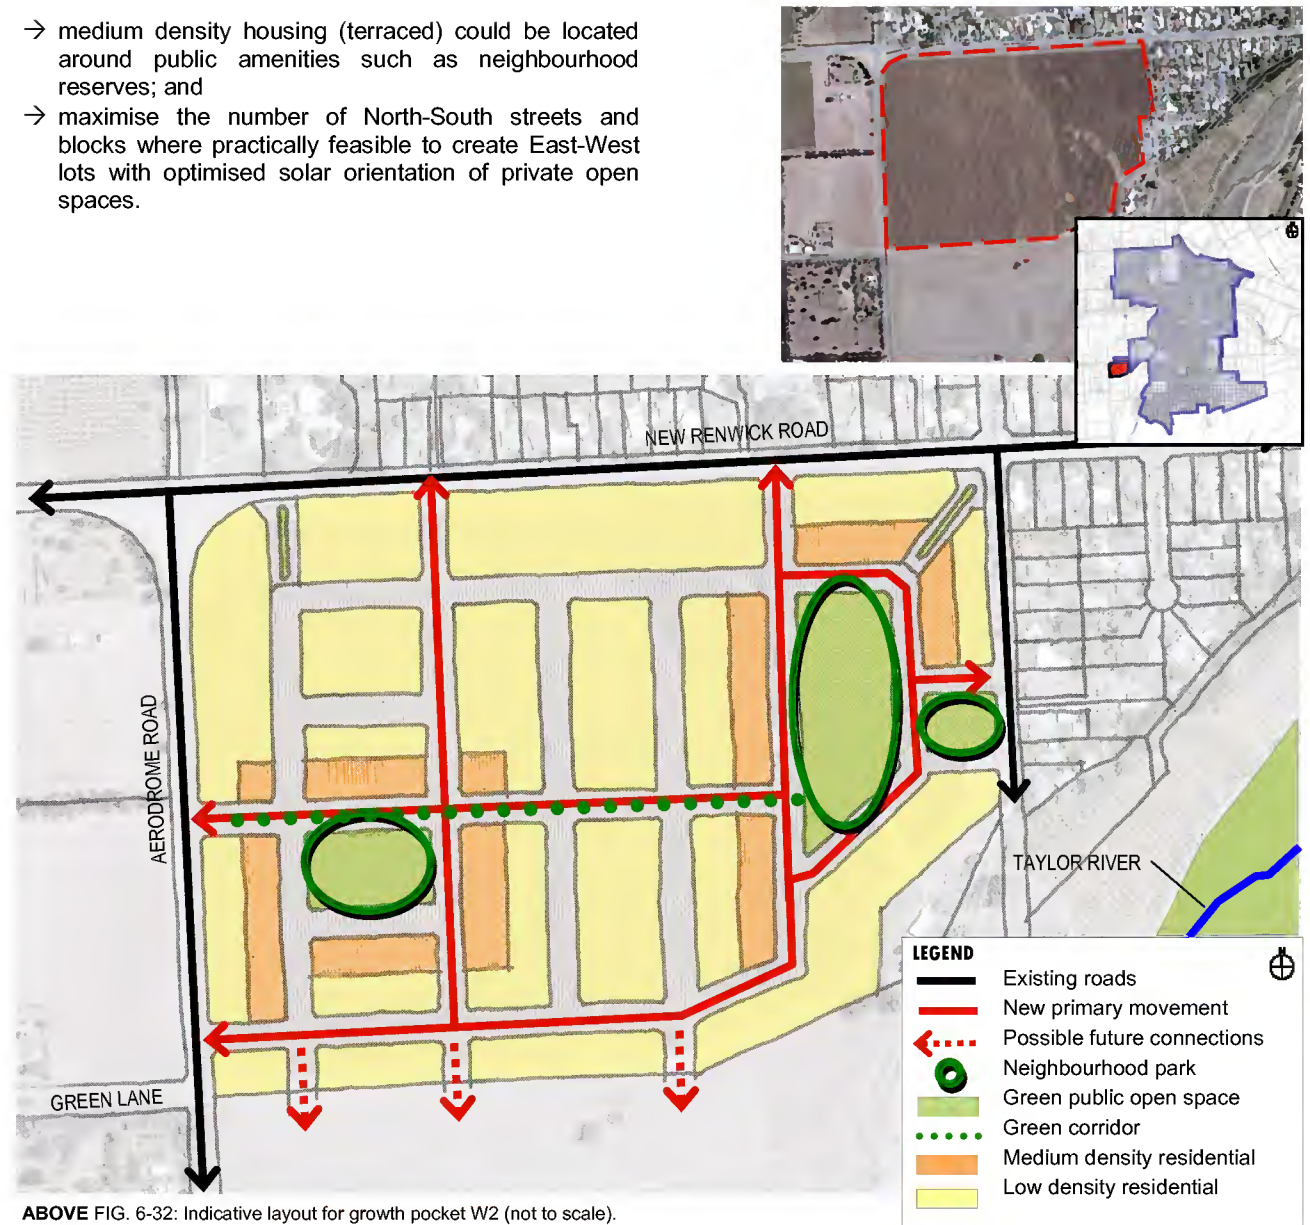 → medium density housing (terraced) could be located
around public amenities such as neighbourhood
reserves; and
→ maximise the number of North-South streets and
blocks where practically feasible to create East-West
lots with optimised solar orientation of private open
spaces.
NEW RENWICK ROAD
AERODROME ROAD
TAYLOR RIVER
GREEN LANE
LEGEND
N
Existing roads
New primary movement
Possible future connections
Neighbourhood park
Green public open space
Green corridor
Medium density residential
Low density residential
ABOVE FIG. 6-32: Indicative layout for growth pocket W2 (not to scale).